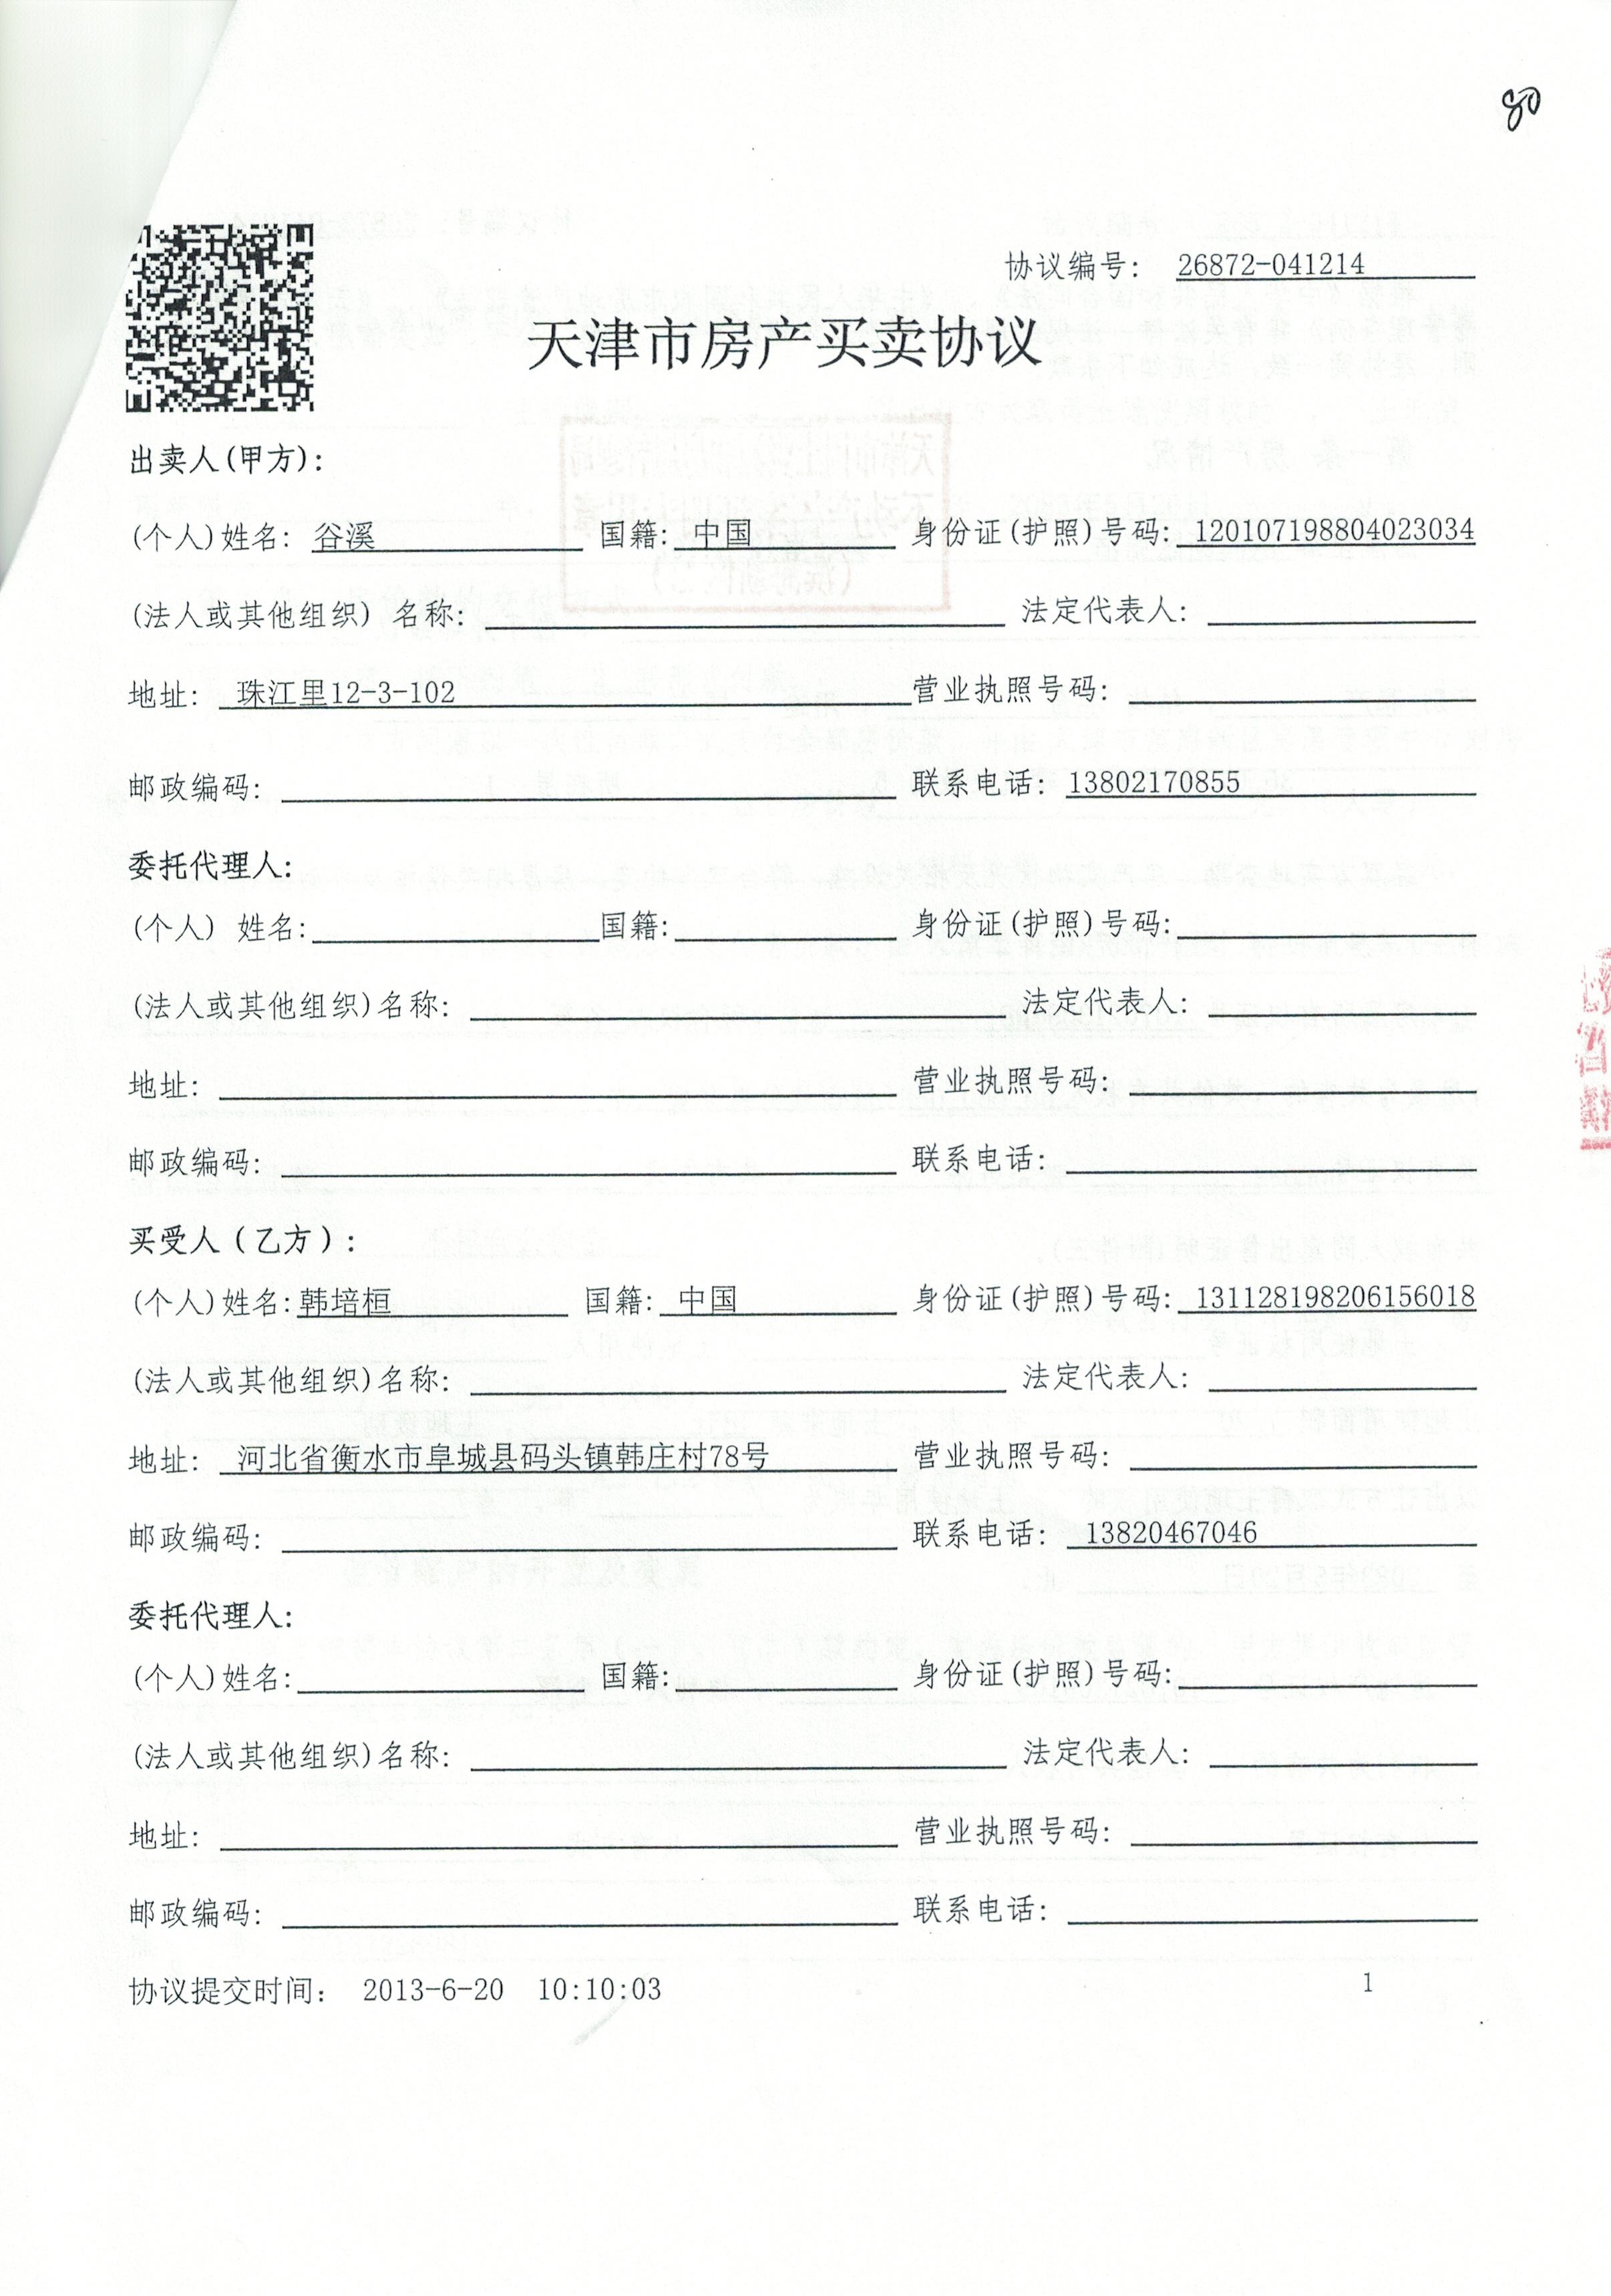 80
协议编号： 26872-041214
天津市房产买卖协议
出卖人(甲方)：
(个人)姓名： 谷溪 国籍： 中国 身份证(护照)号码： 120107198804023034
(法人或其他组织) 名称： 法定代表人：
地址： 珠江里12-3-102 营业执照号码：
邮政编码： 联系电话：13802170855
委托代理人：
(个人) 姓名： 国籍： 身份证(护照)号码：
(法人或其他组织)名称： 法定代表人：
地址： 营业执照号码：
邮政编码： 联系电话：
买受人（乙方）：
(个人)姓名：韩培桓 国籍： 中国 身份证(护照)号码： 131128198206156018
(法人或其他组织)名称： 法定代表人：
地址： 河北省衡水市阜城县码头镇韩庄村78号 营业执照号码：
邮政编码： 联系电话： 13820467046
委托代理人：
(个人)姓名： 国籍： 身份证(护照)号码：
(法人或其他组织)名称： 法定代表人：
地址： 营业执照号码：
邮政编码： 联系电话：
协议提交时间： 2013-6-20 10:10:03 1